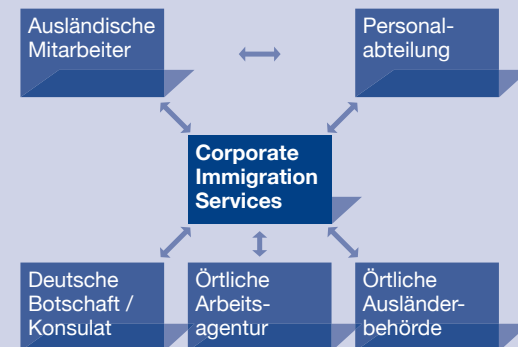 Ausländische
Mitarbeiter
Personal-
abteilung
Corporate
Immigration
Services
Deutsche
Botschaft /
Konsulat
Örtliche
Arbeits-
agentur
Örtliche
Ausländer-
behörde